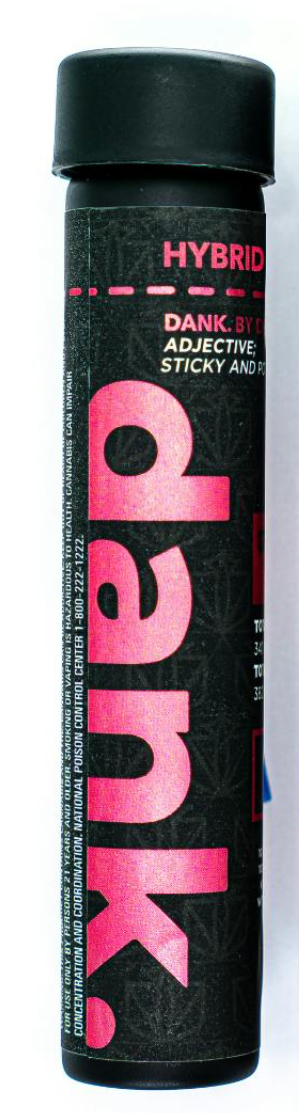 HYBRID
DANK. BY
ADJECTIVE;
STICKY AND
dank.
FOR USE ONLY BY PERSONS 21 YEARS AND OLDER. SMOKING OR VAPING IS HAZARDOUS TO HEALTH. CANNABIS CAN IMPAIR
CONCENTRATION AND COORDINATION. NATIONAL POISON CONTROL CENTER 1-800-222-1222.